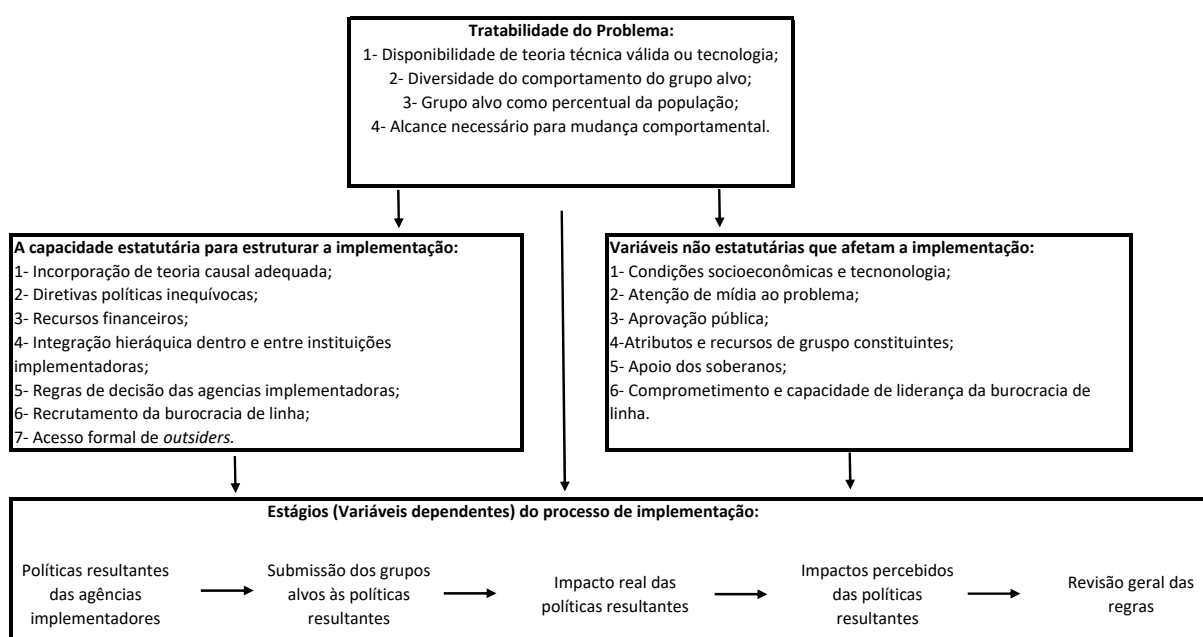 Tratabilidade do Problema:
1- Disponibilidade de teoria técnica válida ou tecnologia;
2- Diversidade do comportamento do grupo alvo;
3- Grupo alvo como percentual da população;
4- Alcance necessário para mudança comportamental.
A capacidade estatutária para estruturar a implementação:
1- Incorporação de teoria causal adequada;
2- Diretivas políticas inequívocas;
3- Recursos financeiros;
4- Integração hieráquica dentro e entre instituições
implementadoras;
5- Regras de decisão das agencias implementadoras;
6- Recrutamento da burocracia de linha;
7- Acesso formal de outsiders.
Variáveis não estatutárias que afetam a implementação:
1- Condições socioeconômicas e tecnonologia;
2- Atenção de mídia ao problema;
3- Aprovação pública;
4-Atributos e recursos de gruspo constituintes;
5- Apoio dos soberanos;
6- Comprometimento e capacidade de liderança da burocracia de
linha.
Estágios (Variáveis dependentes) do processo de implementação:
Políticas resultantes
das agências
implementadores
Submissão dos grupos
alvos às políticas
resultantes
Impacto real das
políticas resultantes
Impactos percebidos
das políticas
resultantes
Revisão geral das
regras